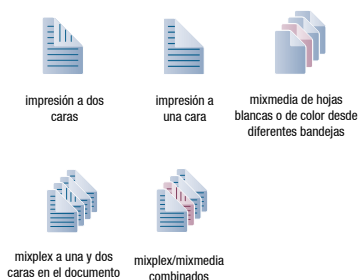 impresión a dos
caras
impresión a
una cara
mixmedia de hojas
blancas o de color desde
diferentes bandejas
mixplex a una y dos
caras en el documento
mixplex/mixmedia
combinados